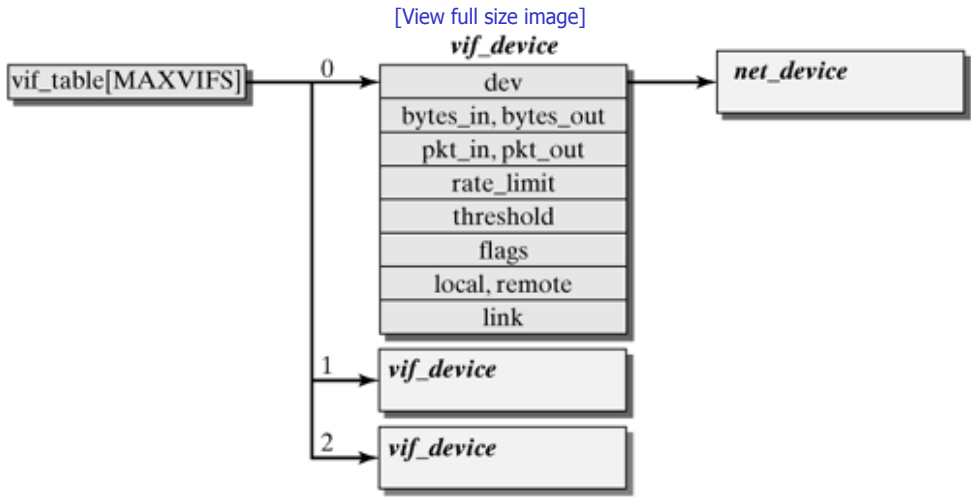 [View full size image]
vif_device
vif_table[MAXVIFS]
0
dev
net_device
bytes_in, bytes_out
pkt_in, pkt_out
rate_limit
threshold
flags
local, remote
link
1
vif_device
2
vif_device